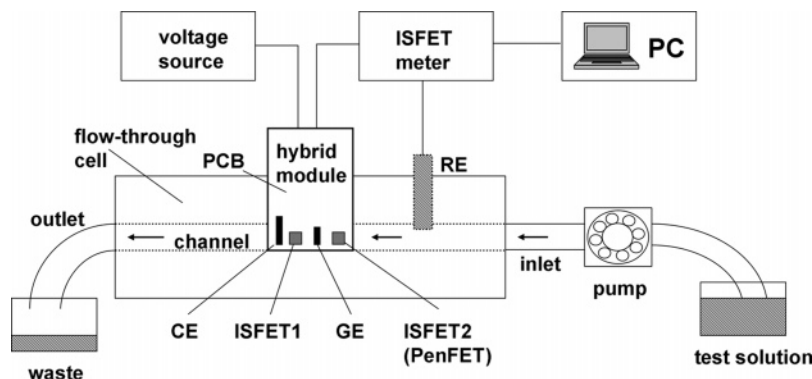 voltage
source
ISFET
meter
PC
flow-through
cell
PCB
hybrid
module
RE
outlet
channel
inlet
pump
CE
ISFET1
GE
ISFET2
(PenFET)
waste
test solution